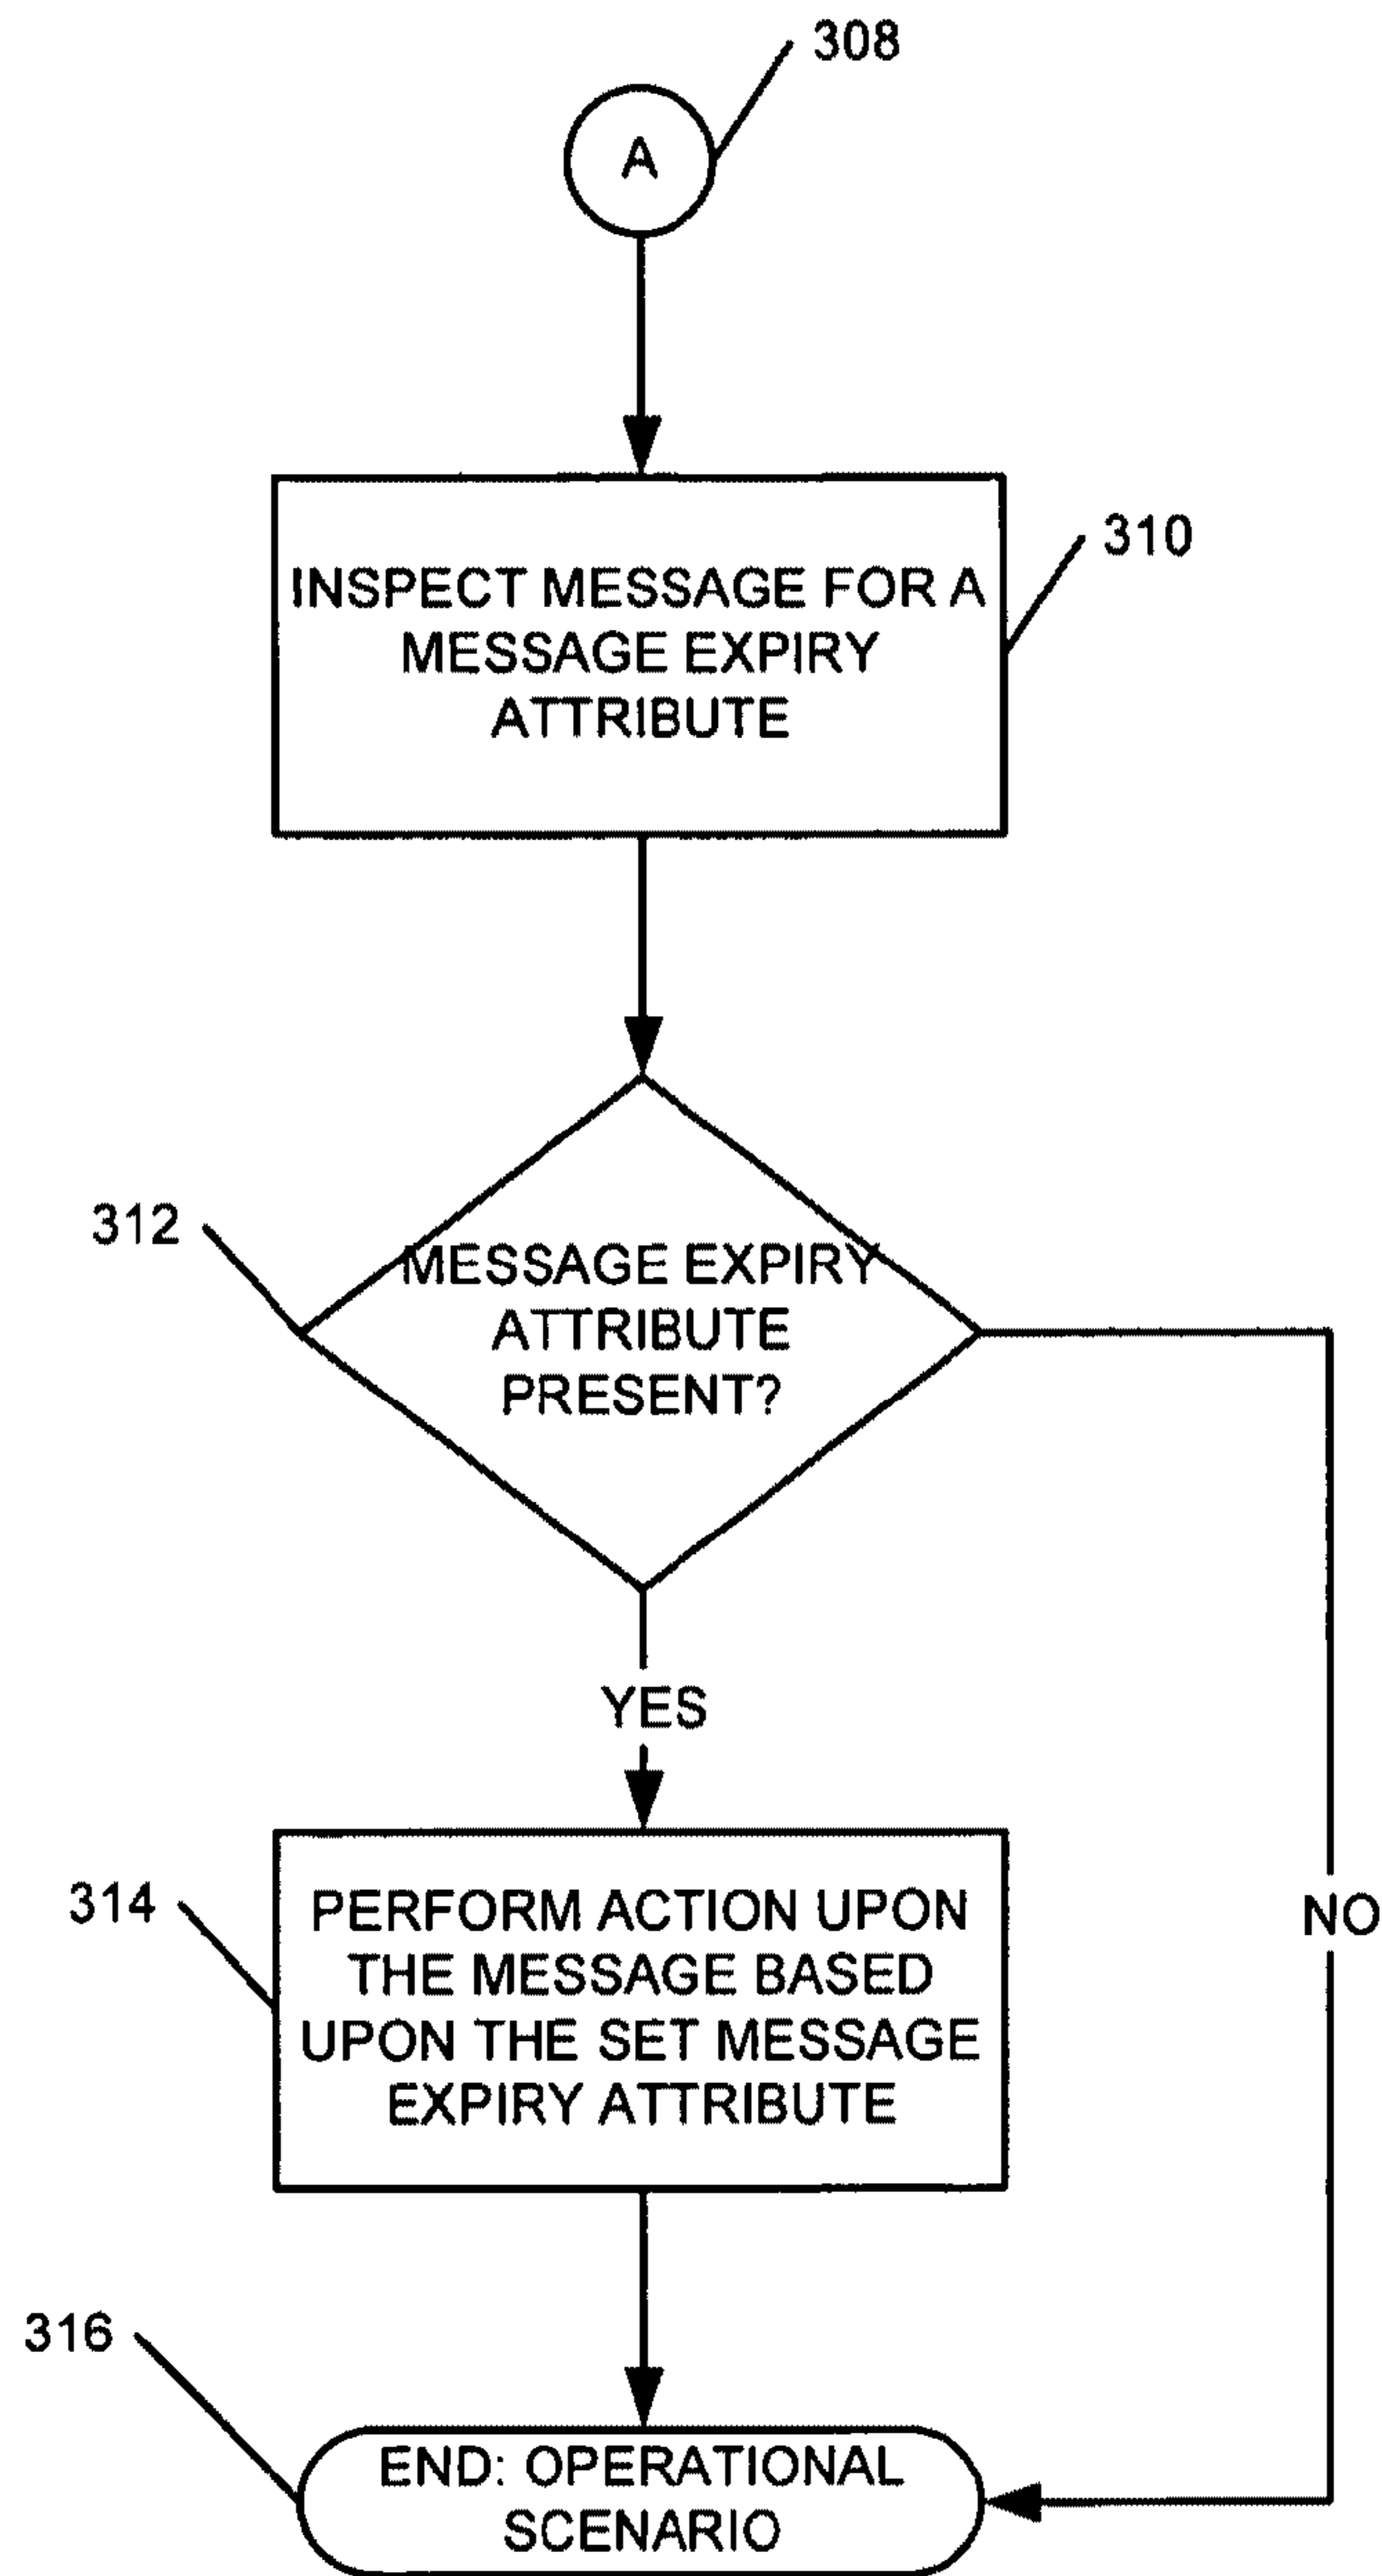 308
A
310
INSPECT MESSAGE FOR A
MESSAGE EXPIRY
ATTRIBUTE
312
MESSAGE EXPIRY
ATTRIBUTE
PRESENT?
YES
314
PERFORM ACTION UPON
THE MESSAGE BASED
UPON THE SET MESSAGE
EXPIRY ATTRIBUTE
NO
316
END: OPERATIONAL
SCENARIO